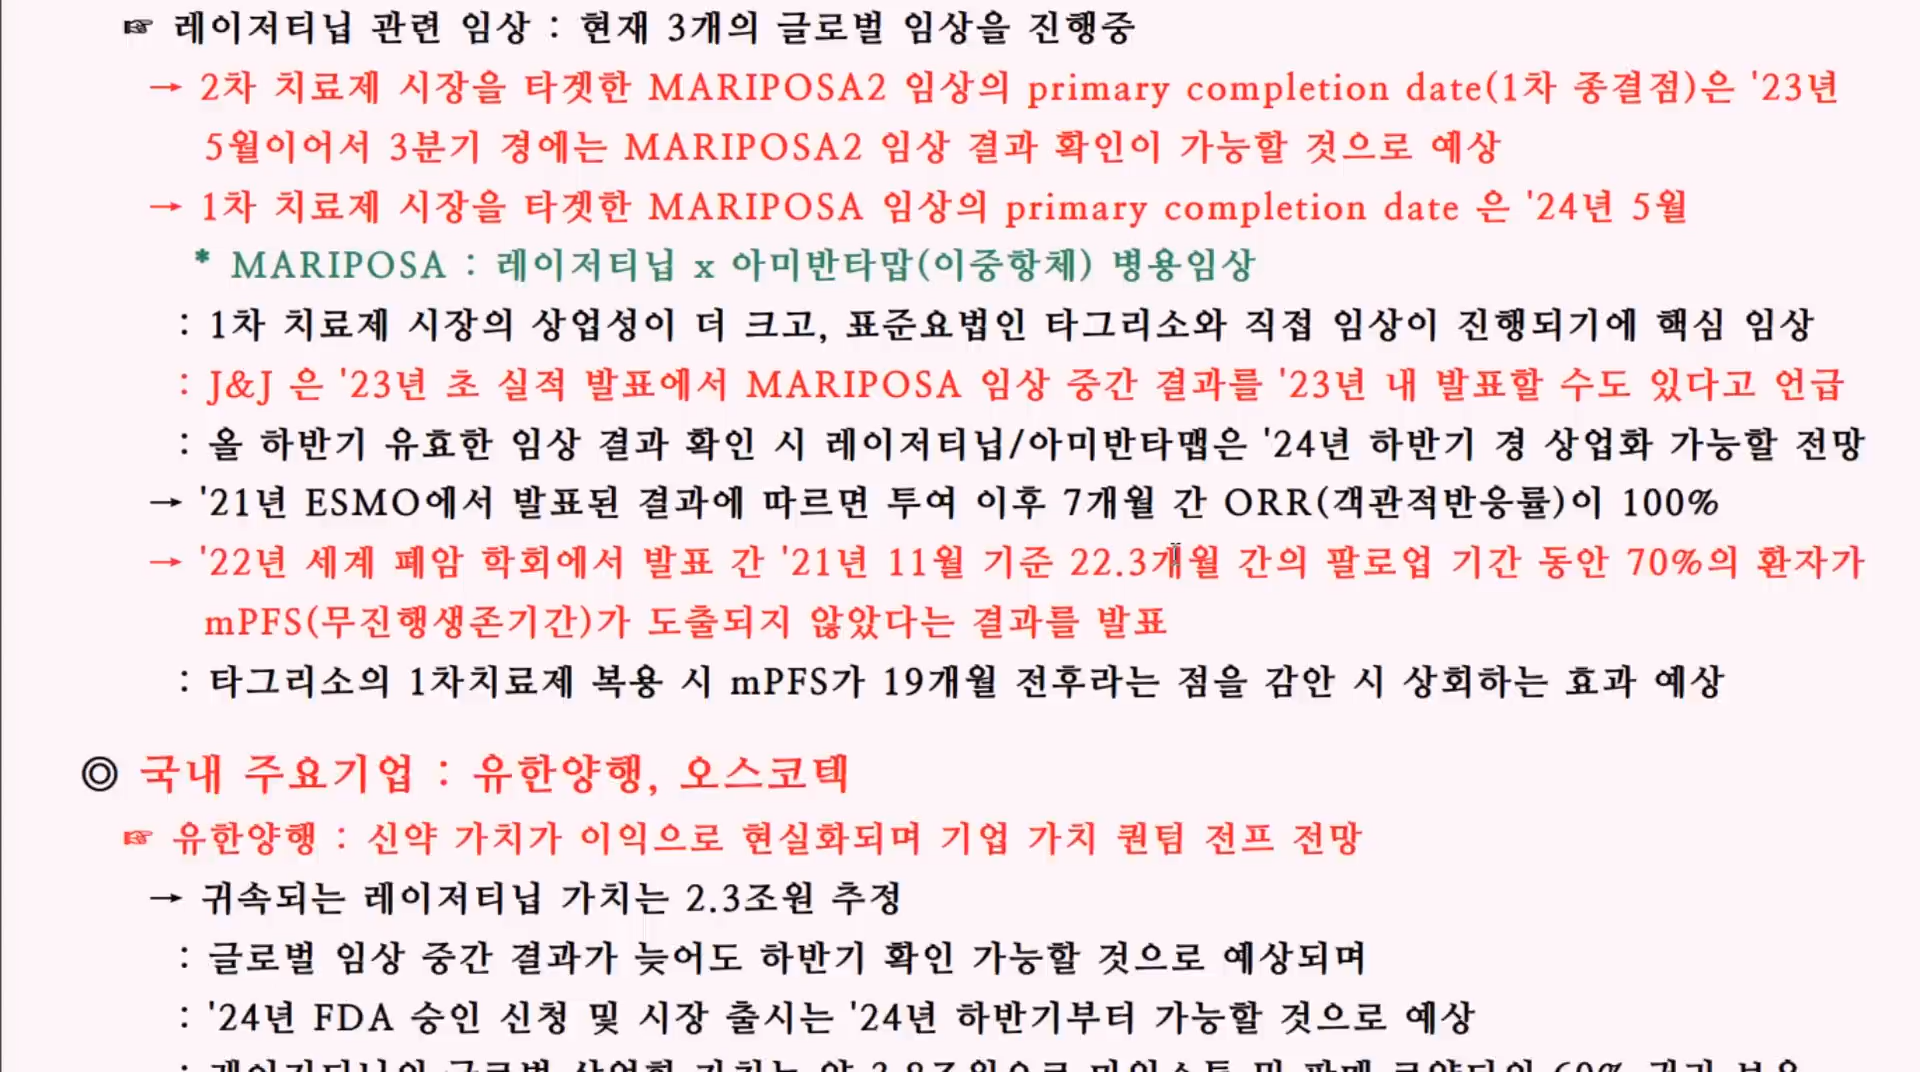 ☞ 레이저티닙 관련 임상 : 현재 3개의 글로벌 임상을 진행중
→ 2차 치료제 시장을 타겟한 MARIPOSA2 임상의 primary completion date(1차 종결점)은 '23년
5월이어서 3분기 경에는 MARIPOSA2 임상 결과 확인이 가능할 것으로 예상
→ 1차 치료제 시장을 타겟한 MARIPOSA 임상의 primary completion date 은 '24년 5월
* MARIPOSA : 레이저티닙 x 아미반타맙(이중항체) 병용임상
: 1차 치료제 시장의 상업성이 더 크고, 표준요법인 타그리소와 직접 임상이 진행되기에 핵심 임상
: J&J 은 '23년 초 실적 발표에서 MARIPOSA 임상 중간 결과를 '23년 내 발표할 수도 있다고 언급
: 올 하반기 유효한 임상 결과 확인 시 레이저티닙/아미반타맵은 '24년 하반기 경 상업화 가능할 전망
→ '21년 ESMO에서 발표된 결과에 따르면 투여 이후 7개월 간 ORR(객관적반응률)이 100%
→ '22년 세계 폐암 학회에서 발표 간 '21년 11월 기준 22.3개월 간의 팔로업 기간 동안 70%의 환자가
mPFS(무진행생존기간)가 도출되지 않았다는 결과를 발표
: 타그리소의 1차치료제 복용 시 mPFS가 19개월 전후라는 점을 감안 시 상회하는 효과 예상
◎ 국내 주요기업 : 유한양행, 오스코텍
☞ 유한양행 : 신약 가치가 이익으로 현실화되며 기업 가치 퀀텀 전프 전망
→ 귀속되는 레이저티닙 가치는 2.3조원 추정
: 글로벌 임상 중간 결과가 늦어도 하반기 확인 가능할 것으로 예상되며
: '24년 FDA 승인 신청 및 시장 출시는 '24년 하반기부터 가능할 것으로 예상